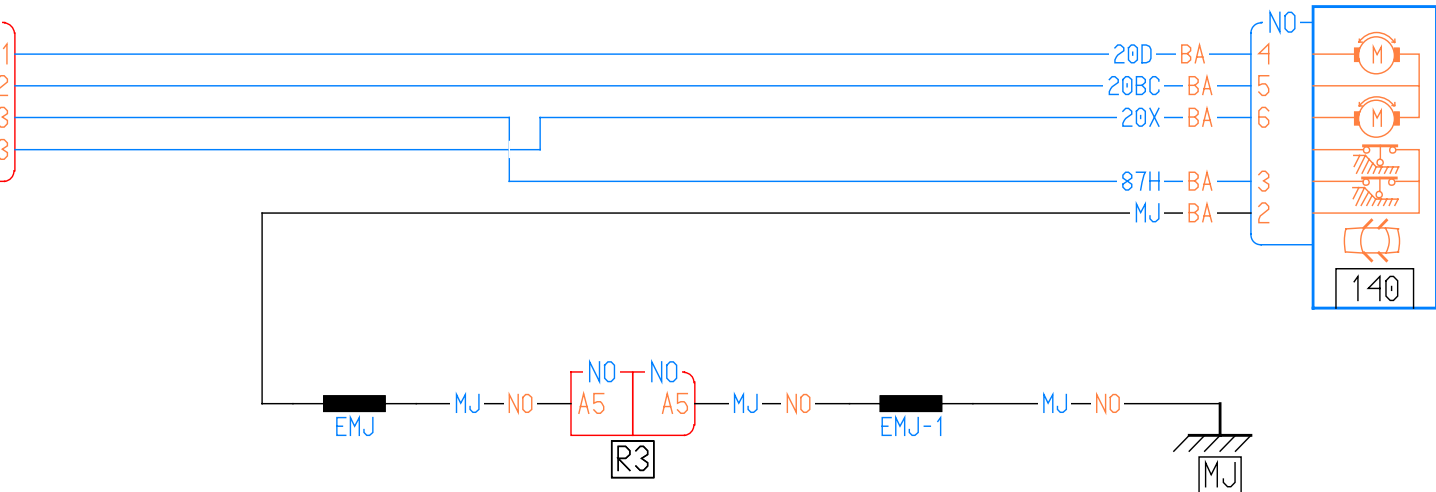 NO
1 20D BA 4 M
2 20BC BA 5
3 20X BA 6 M
3
87H BA 3
MJ BA 2
140
NO NO
MJ NO A5 A5 MJ NO MJ NO
EMJ EMJ-1
R3 MJ